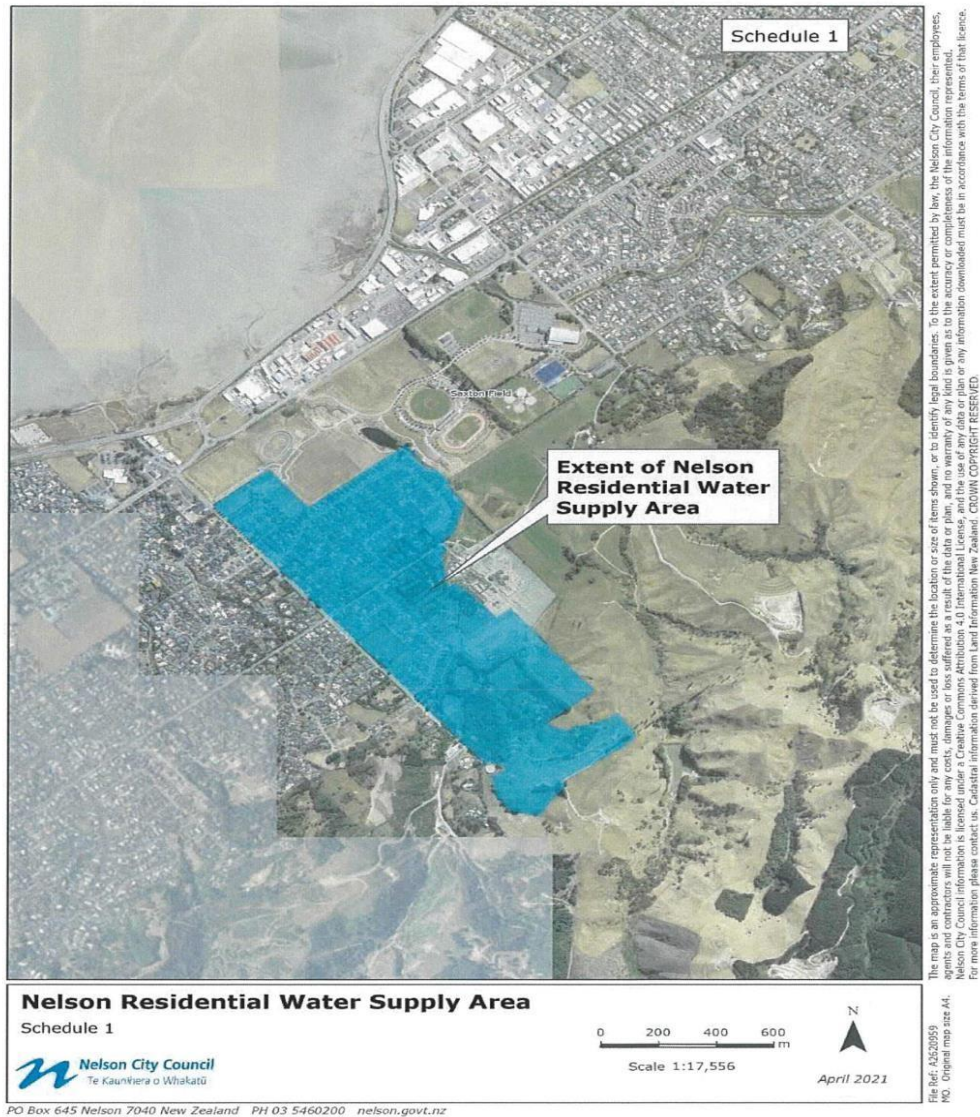 Schedule 1
Saxton Field
Extent of Nelson
Residential Water
Supply Area
The map is an approximate representation only and must not be used to determine the location or size of items shown, or to identify legal boundaries. To the extent permitted by law, the Nelson City Council, their employees,
agents and contractors will not be liable for any costs, damages or loss suffered as a result of the data or plan, and no warranty of any kind is given as to the accuracy or completeness of the information represented.
Nelson City Council information is licensed under a Creative Commons Attribution 4.0 International License, and the use of any data or plan or any information downloaded must be in accordance with the terms of that licence.
For more information please contact us. Cadastral information derived from Land Information New Zealand. CROWN COPYRIGHT RESERVED.
Nelson Residential Water Supply Area
Schedule 1
Nelson City Council
Te Kaunihera o Whakatū
0 200 400 600
m
Scale 1:17,556
N
April 2021
File Ref: A2620959
MO. Original map size A4.
PO Box 645 Nelson 7040 New Zealand PH 03 5460200 nelson.govt.nz